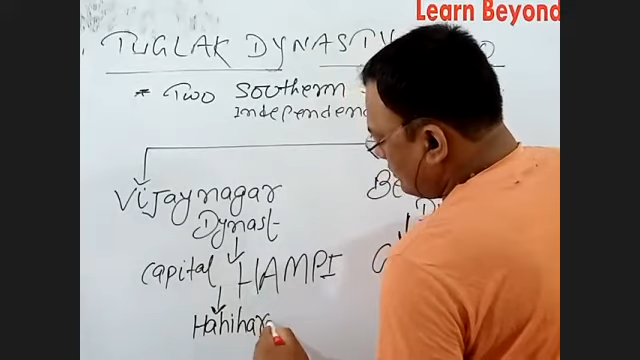 Learn Beyond
TUGLAK DYNASTY
* Two Southern
Independen
Vijaynagar
Dynast
Capital HAMPI
Hahihar